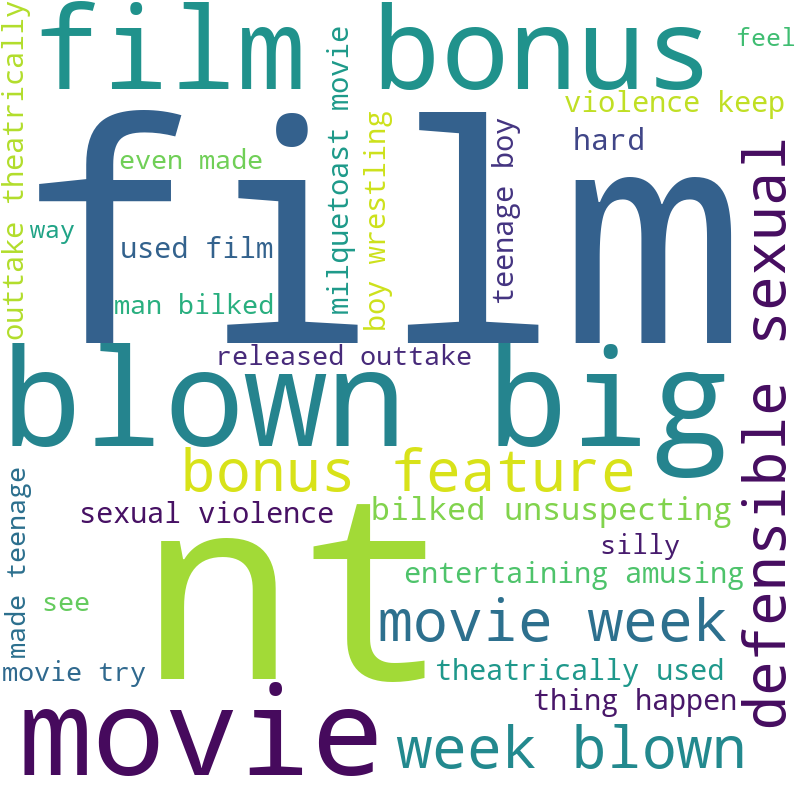 film bonus
feel
outtake theatrically
milquetoast movie
violence keep
boy wrestling
film
teenage boy
hard
defensible sexual
even made
way
used film
man bilked
released outtake
blown big
bonus feature
made teenage
sexual violence
bilked unsuspecting
nt
silly
entertaining amusing
see
movie week
movie try
theatrically used
movie
thing happen
week blown